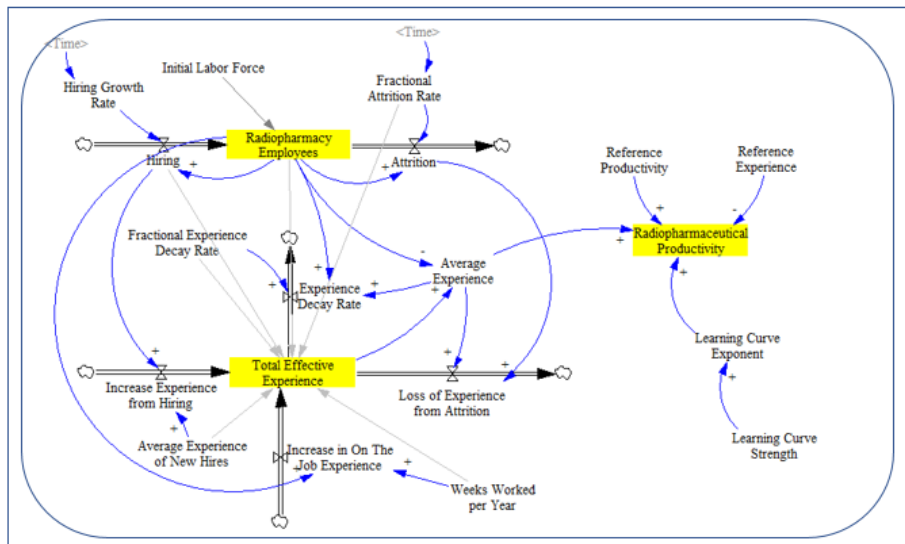 <Time>
<Time>
Initial Labor Force
Hiring Growth
Rate
Fractional
Attrition Rate
Radiopharmacy
Employees
Hiring
+
+
Attrition
Reference
Productivity
Reference
Experience
+
-
Radiopharmaceutical
Productivity
+
+
Fractional Experience
Decay Rate
-
Average
Experience
+
+
+
+
Experience
Decay Rate
Learning Curve
Exponent
+
+
+
+
Total Effective
Experience
Increase Experience
from Hiring
Loss of Experience
from Attrition
+
Average Experience
of New Hires
Increase in On The
Job Experience
+
+
Learning Curve
Strength
Weeks Worked
per Year